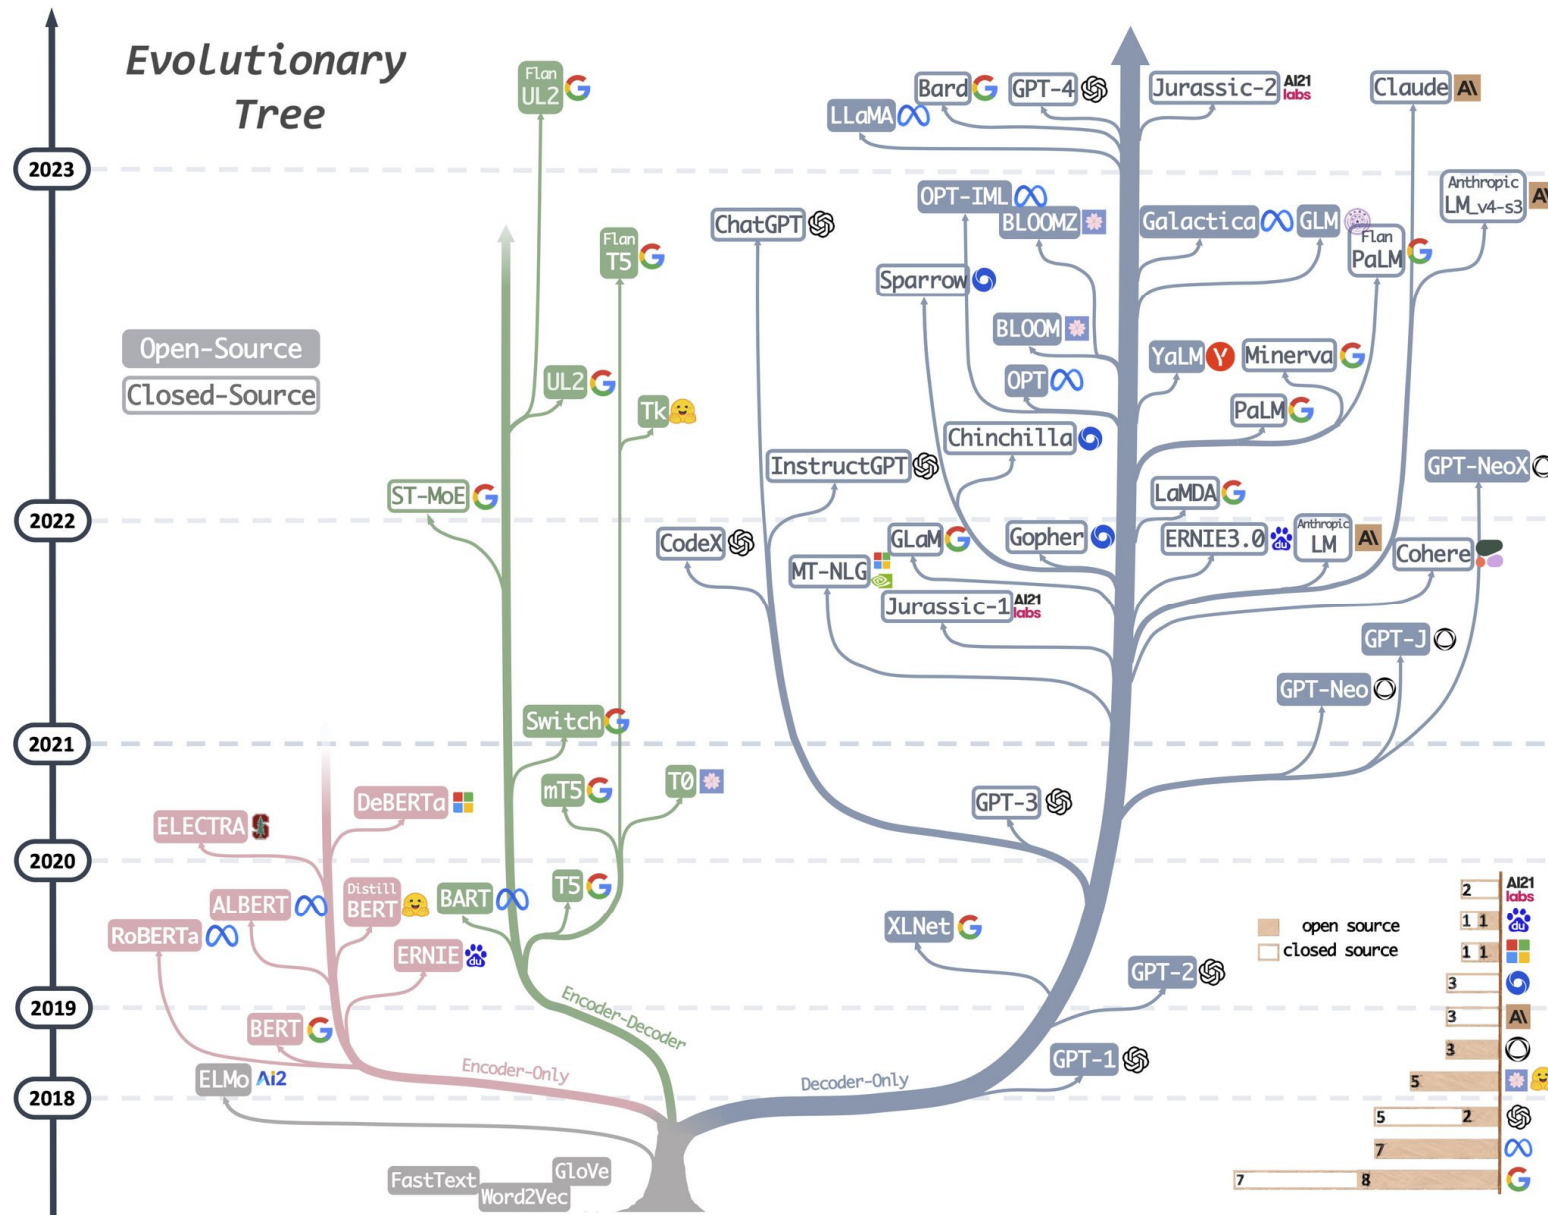 Evolutionary
Tree
2023
2022
2021
2020
2019
2018
Open-Source
Closed-Source
Flan
UL2
Flan
T5
UL2
Tk
ST-MoE
Switch
mT5
T0
T5
BART
DeBERTa
ELECTRA
ALBERT
Distill
BERT
RoBERTa
ERNIE
BERT
ELMo
Ai2
Encoder-Only
Encoder-Decoder
Decoder-Only
FastText
Word2Vec
GloVe
LLaMA
Bard
GPT-4
Jurassic-2
AI21
labs
Claude
A\
Anthropic
LM_v4-s3
A\
OPT-IML
BLOOMZ
Galactica
GLM
Flan
PaLM
ChatGPT
Sparrow
BLOOM
OPT
YaLM
Minerva
PaLM
Chinchilla
InstructGPT
GPT-NeoX
LaMDA
CodeX
GLaM
Gopher
ERNIE3.0
du
Anthropic
LM
A\
Cohere
MT-NLG
Jurassic-1
AI21
labs
GPT-J
GPT-Neo
GPT-3
XLNet
GPT-2
GPT-1
du
open source
closed source
2
AI21
labs
1 1
du
1 1
3
3
A\
3
5
5 2
7
7 8